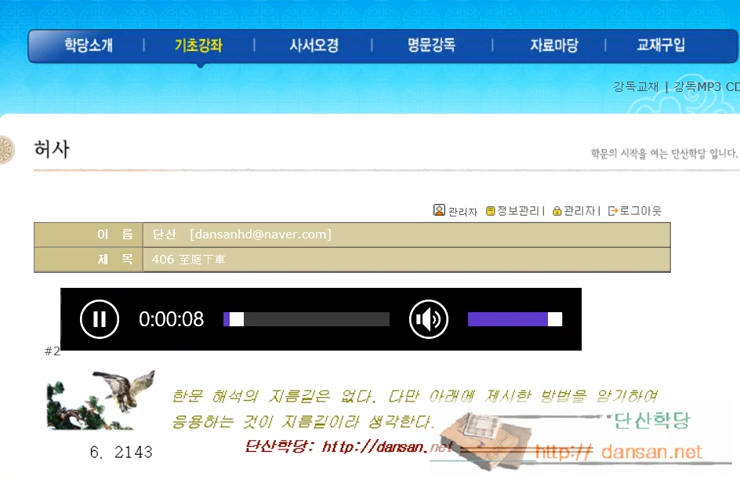 학당소개 | 기초강좌 | 사서오경 | 명문강독 | 자료마당 | 교재구입
강독교재 | 강독MP3 CD
허사
학문의 시작을 여는 단산학당 입니다.
관리자 정보관리| 관리자| 로그아웃
이 름 단산 [dansanhd@naver.com]
제 목 406 至庭下車
0:00:08
#2
한문 해석의 지름길은 없다. 다만 아래에 제시한 방법을 암기하여
응용하는 것이 지름길이라 생각한다.
단산학당: http://dansan.net
6. 2143
단산학당
http:// dansan.net